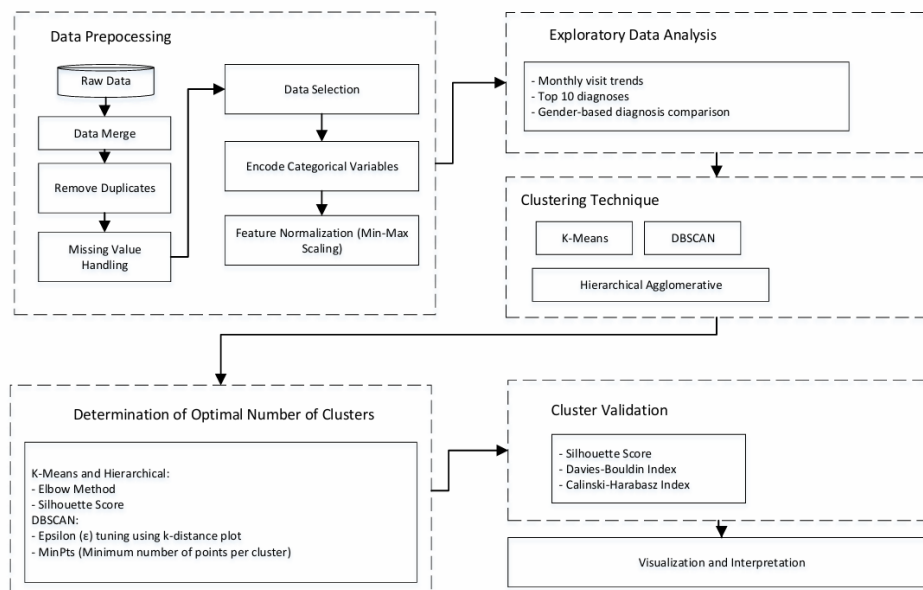 Data Prepocessing
Raw Data
Data Merge
Remove Duplicates
Missing Value
Handling
Data Selection
Encode Categorical Variables
Feature Normalization (Min-Max
Scaling)
Exploratory Data Analysis
- Monthly visit trends
- Top 10 diagnoses
- Gender-based diagnosis comparison
Clustering Technique
K-Means
DBSCAN
Hierarchical Agglomerative
Determination of Optimal Number of Clusters
K-Means and Hierarchical:
- Elbow Method
- Silhouette Score
DBSCAN:
- Epsilon (ε) tuning using k-distance plot
- MinPts (Minimum number of points per cluster)
Cluster Validation
- Silhouette Score
- Davies-Bouldin Index
- Calinski-Harabasz Index
Visualization and Interpretation